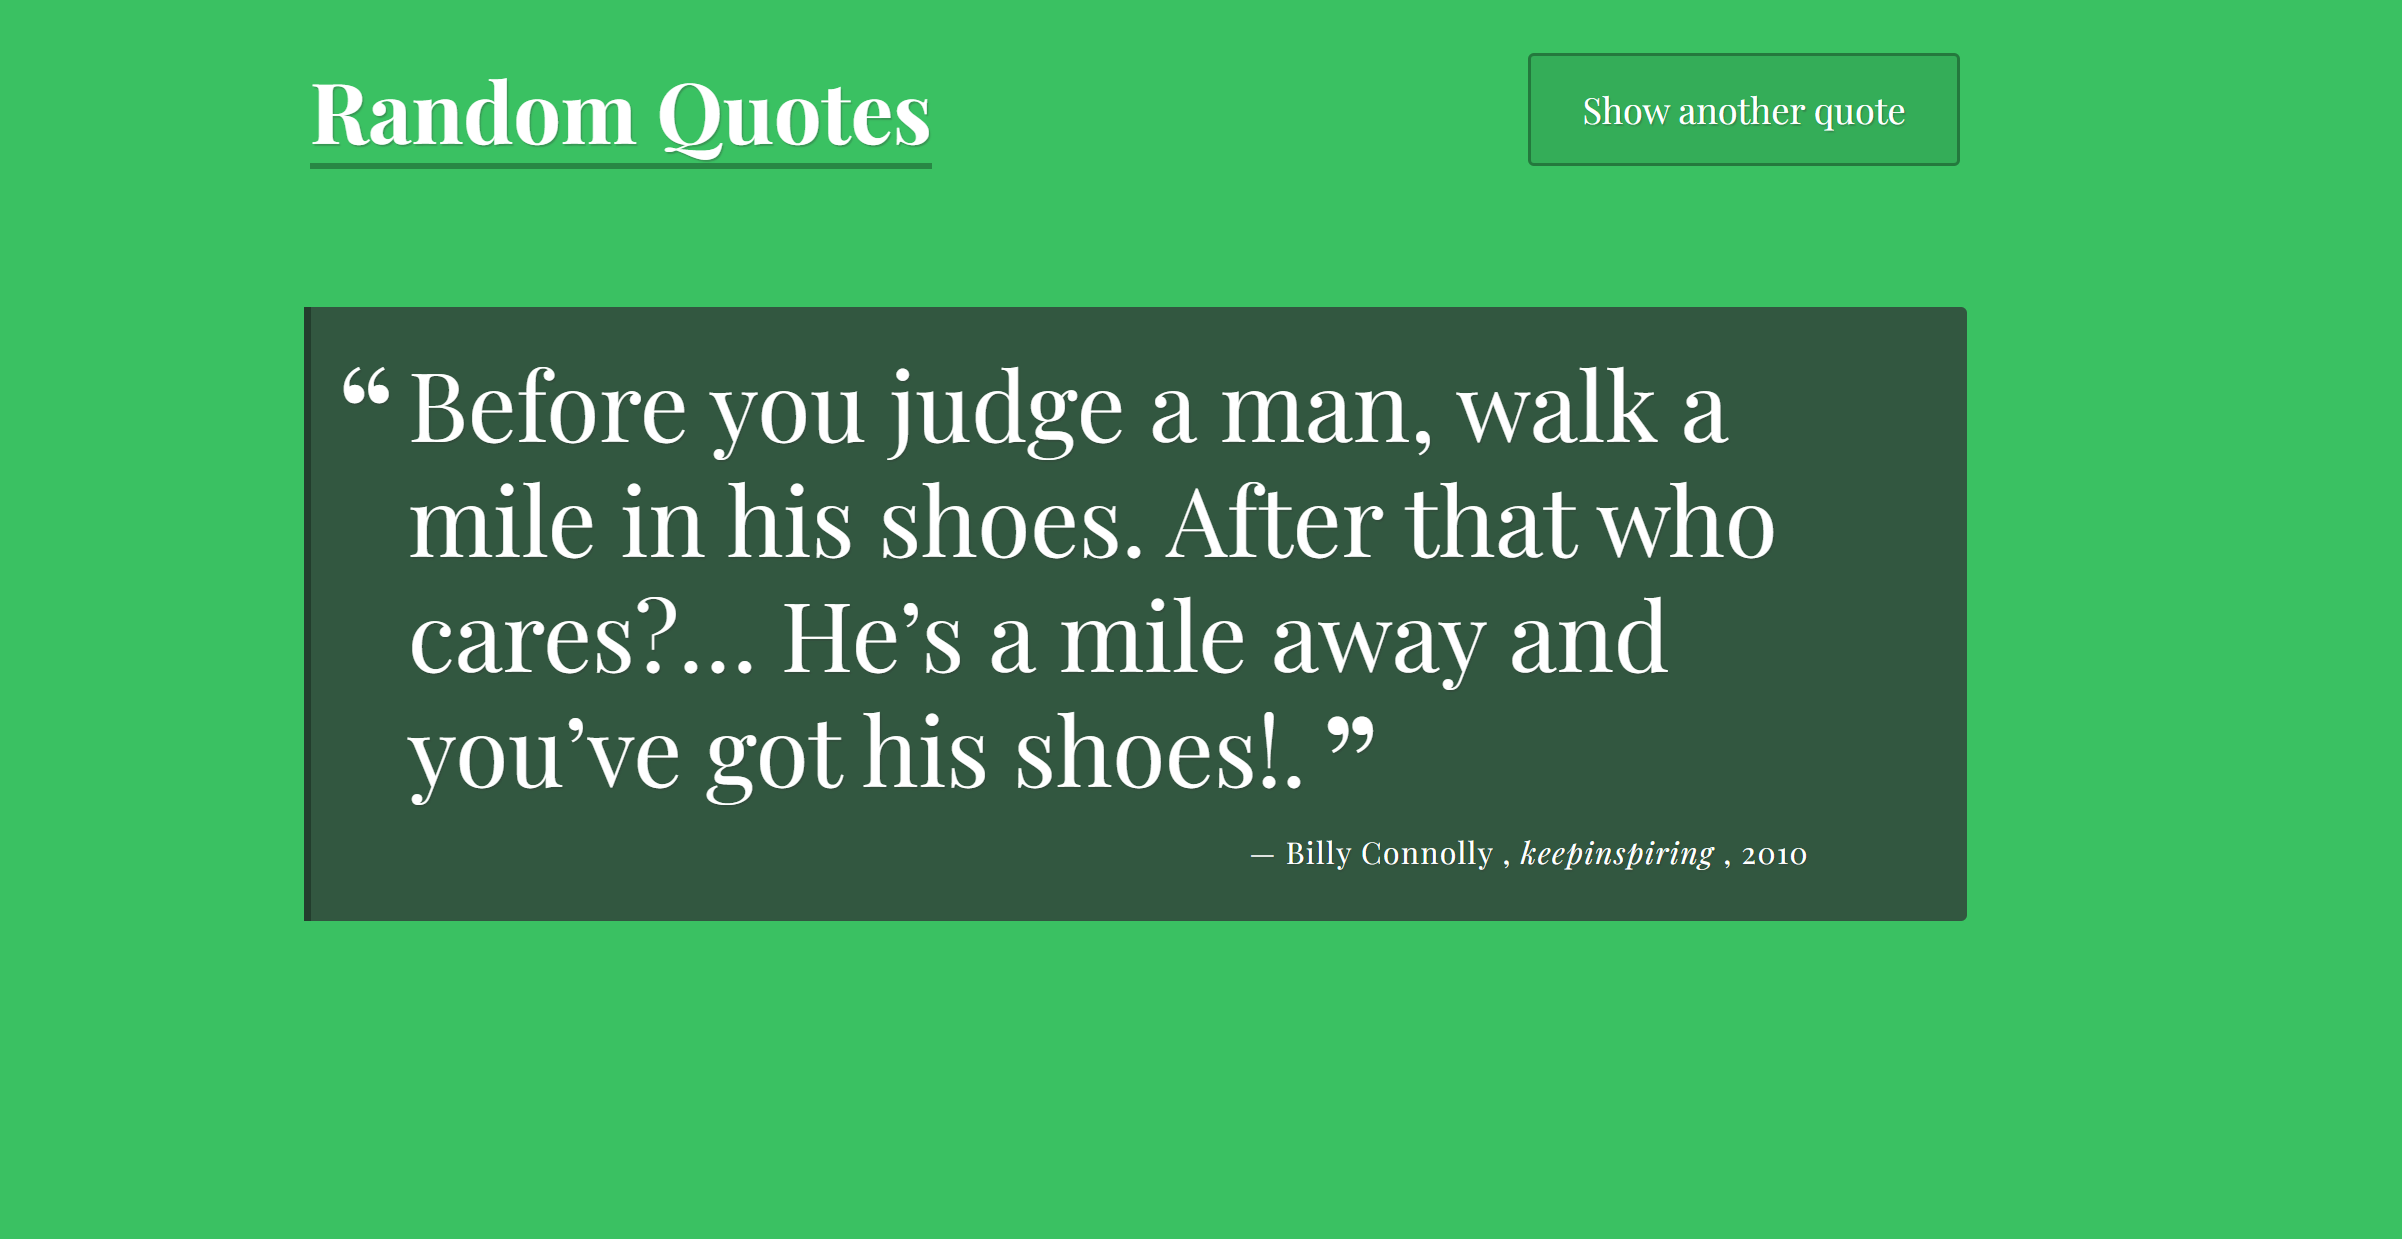 Random Quotes
Show another quote
“ Before you judge a man, walk a
mile in his shoes. After that who
cares?... He’s a mile away and
you’ve got his shoes!. ”
— Billy Connolly , keepinspiring , 2010